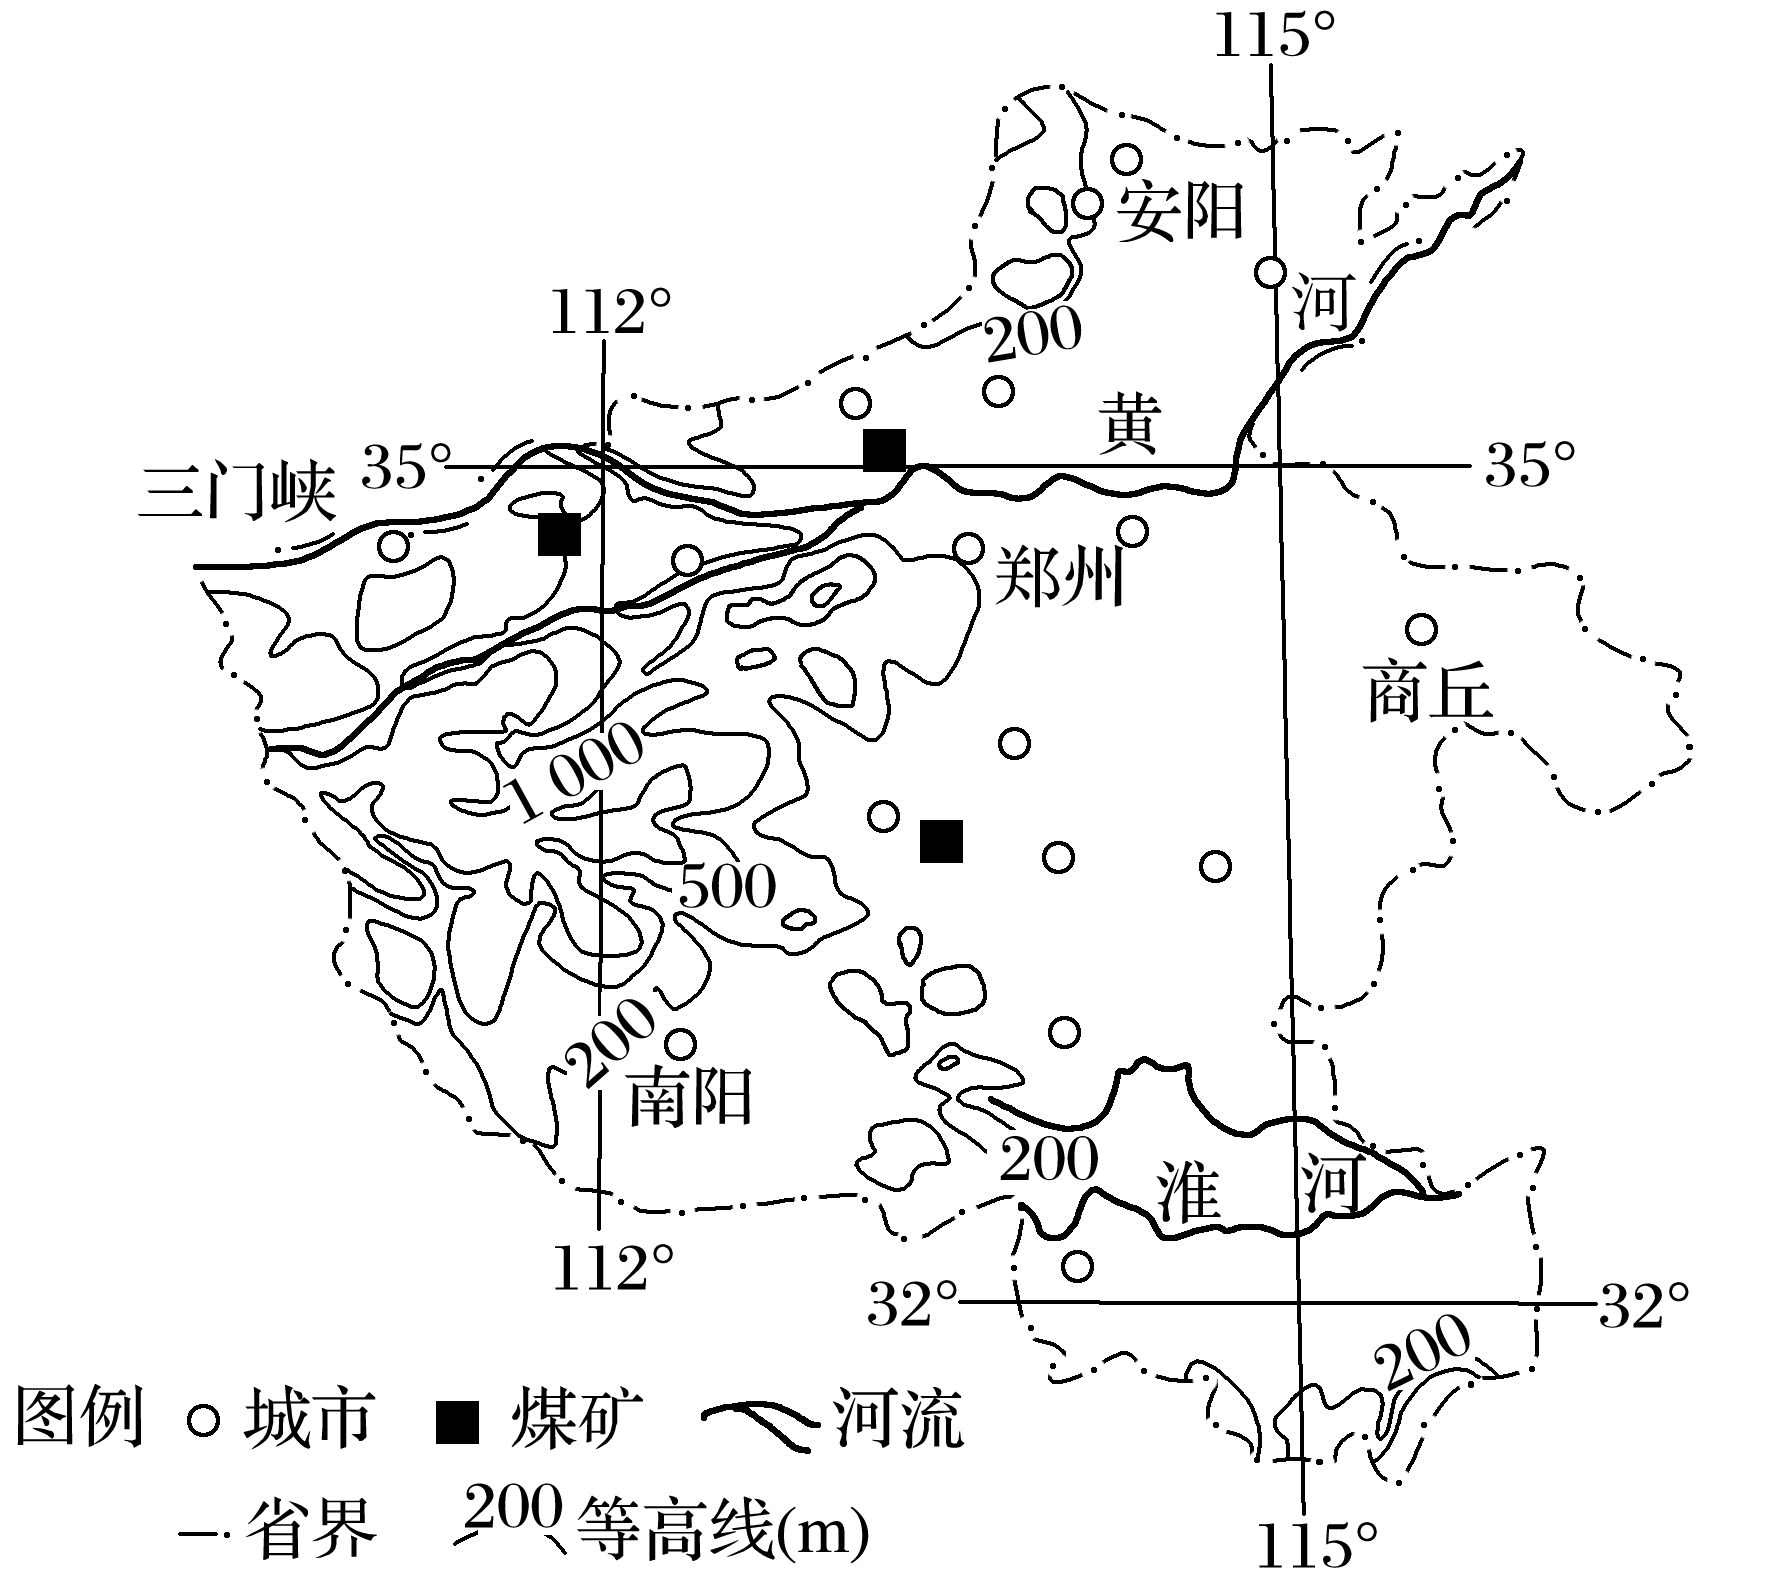 115°
安阳
河
112°
200
黄
三门峡
35°
35°
郑州
商丘
1 000
500
200
南阳
200
淮
河
112°
32°
32°
200
图例
城市
煤矿
河流
省界
200
等高线(m)
115°